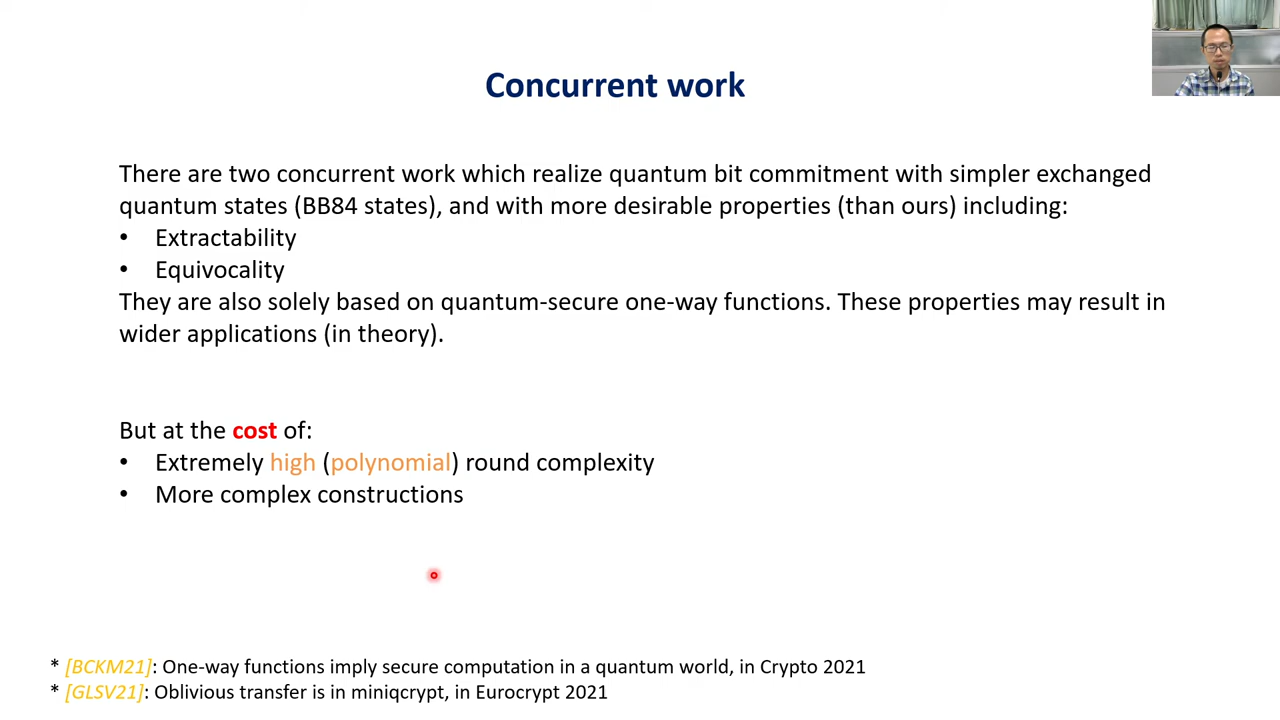 Concurrent work
There are two concurrent work which realize quantum bit commitment with simpler exchanged
quantum states (BB84 states), and with more desirable properties (than ours) including:
• Extractability
• Equivocality
They are also solely based on quantum-secure one-way functions. These properties may result in
wider applications (in theory).
But at the cost of:
• Extremely high (polynomial) round complexity
• More complex constructions
* [BCKM21]: One-way functions imply secure computation in a quantum world, in Crypto 2021
* [GLSV21]: Oblivious transfer is in miniqcrypt, in Eurocrypt 2021